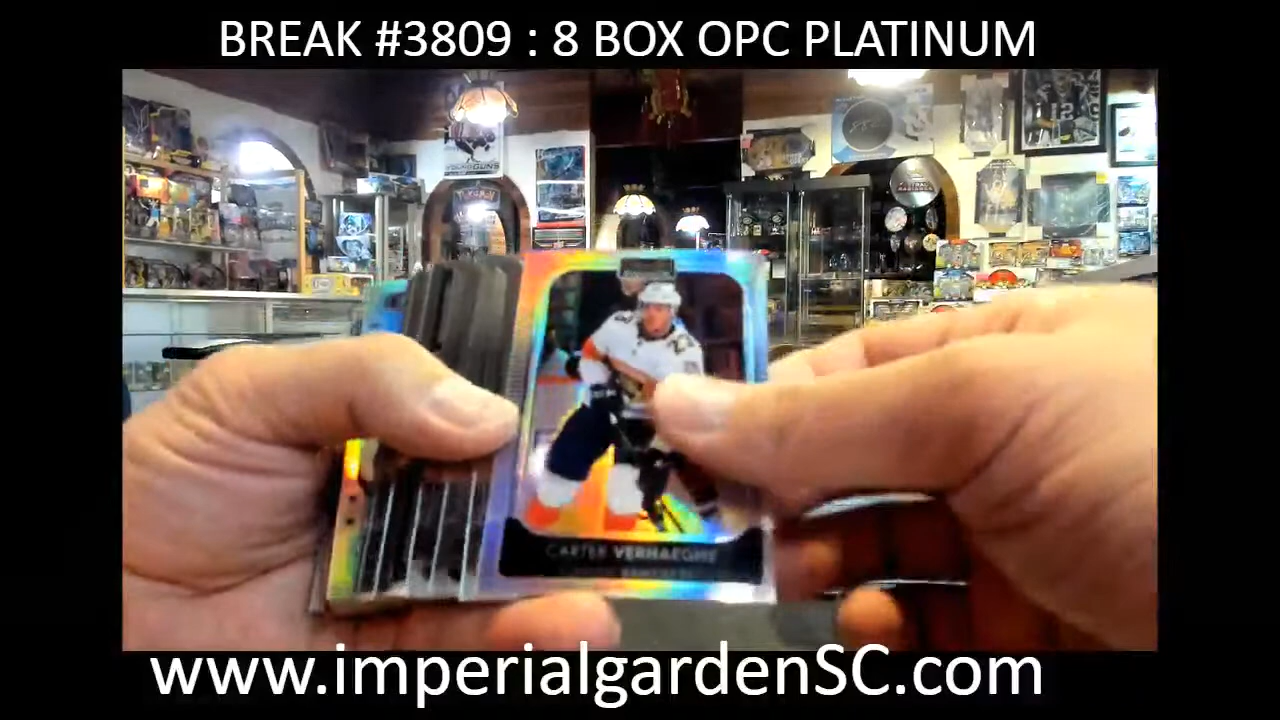 BREAK #3809 : 8 BOX OPC PLATINUM
CARTER VERHAEGHE
www.imperialgardenSC.com